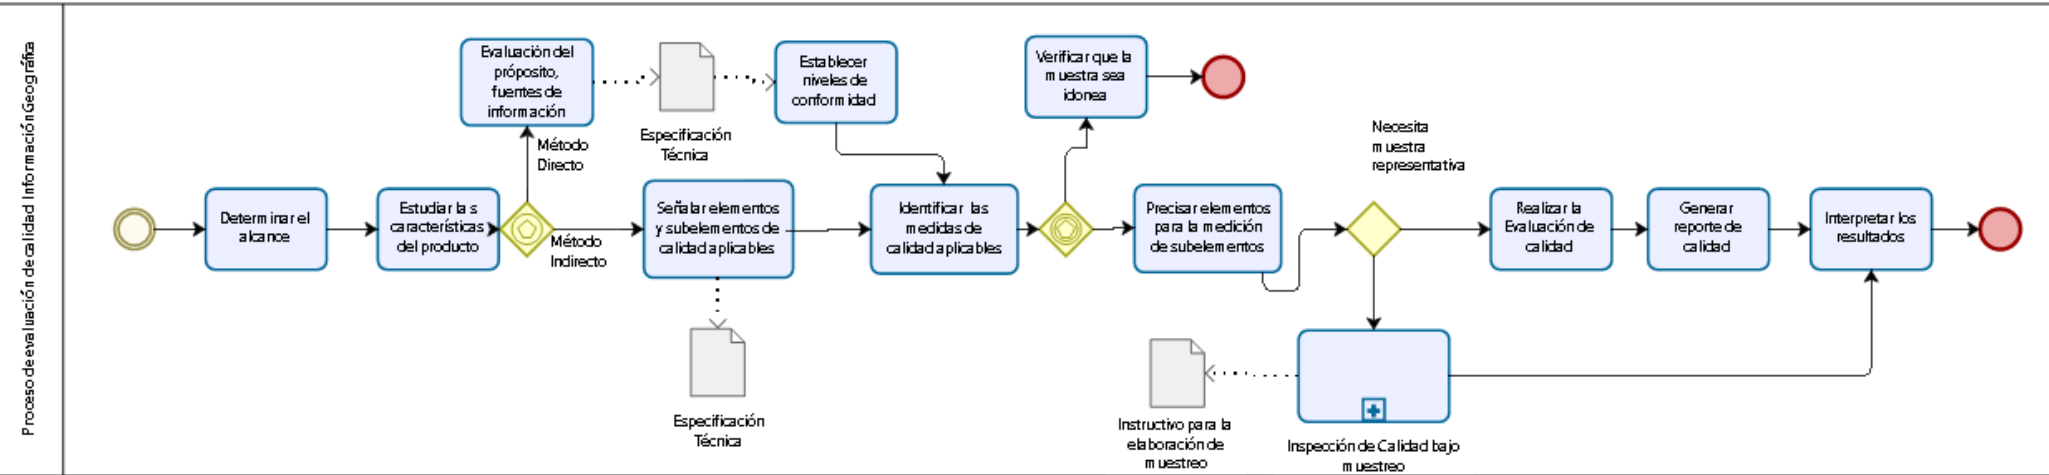 Proceso de evaluación de calidad Información Geográfica
Determinar el
alcance
Estudiar las
características
del producto
Evaluación del
próposito,
fuentes de
información
Método
Directo
Método
Indirecto
Especificación
Técnica
Establecer
niveles de
conformidad
Señalar elementos
y subelementos de
calidad aplicables
Especificación
Técnica
Identificar las
medidas de
calidad aplicables
Verificar que la
muestra sea
idonea
Precisar elementos
para la medición
de subelementos
Necesita
muestra
representativa
Realizar la
Evaluación de
calidad
Generar
reporte de
calidad
Interpretar los
resultados
Instructivo para la
elaboración de
muestreo
Inspección de Calidad bajo
muestreo